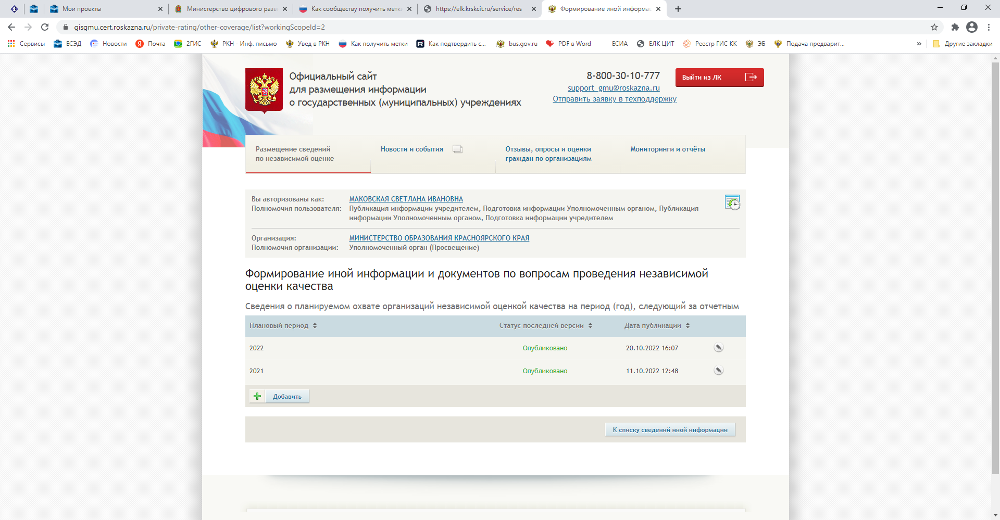 Мои проекты
Министерство цифрового разв
Как сообществу получить метк
https://elk.krskcit.ru/service/res
Формирование иной информац
gisgmu.cert.roskazna.ru/private-rating/other-coverage/list?workingScopeId=2
Сервисы ЕСЭД Новости Почта 2ГИС РКН - Инф. письмо Увед в РКН Как получить метки Как подтвердить с... bus.gov.ru PDF в Word ЕСИА ЕЛК ЦИТ Реестр ГИС КК ЭБ Подача предварит... » Другие закладки
Официальный сайт
для размещения информации
о государственных (муниципальных) учреждениях
8-800-30-10-777
support_gmu@roskazna.ru
Отправить заявку в техподдержку
Выйти из ЛК
Размещение сведений
по независимой оценке
Новости и события
Отзывы, опросы и оценки
граждан по организациям
Мониторинги и отчёты
Вы авторизованы как: МАКОВСКАЯ СВЕТЛАНА ИВАНОВНА
Полномочия пользователя: Публикация информации учредителем, Подготовка информации Уполномоченным органом, Публикация
информации Уполномоченным органом, Подготовка информации учредителем
Организация: МИНИСТЕРСТВО ОБРАЗОВАНИЯ КРАСНОЯРСКОГО КРАЯ
Полномочия организации: Уполномоченный орган (Просвещение)
Формирование иной информации и документов по вопросам проведения независимой
оценки качества
Сведения о планируемом охвате организаций независимой оценкой качества на период (год), следующий за отчетным
Плановый период Статус последней версии Дата публикации
2022 Опубликовано 20.10.2022 16:07
2021 Опубликовано 11.10.2022 12:48
Добавить
К списку сведений иной информации